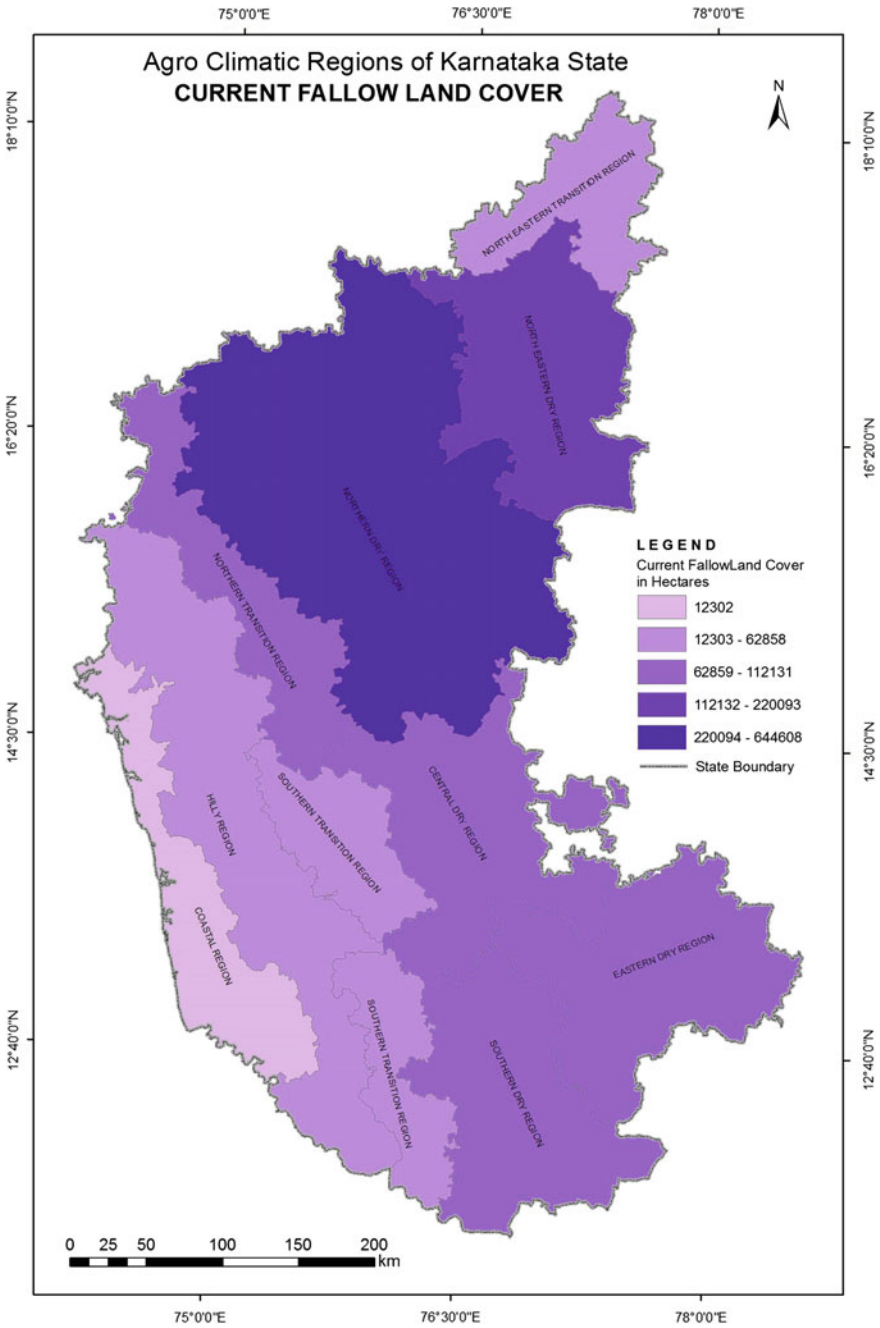 75°0'0"E 76°30'0"E 78°0'0"E
Agro Climatic Regions of Karnataka State
CURRENT FALLOW LAND COVER
N
18°10'0"N
18°10'0"N
NORTH EASTERN TRANSITION REGION
NORTH EASTERN DRY REGION
16°20'0"N
16°20'0"N
NORTHERN DRY REGION
NORTHERN TRANSITION REGION
LEGEND
Current FallowLand Cover
in Hectares
12302
12303 - 62858
62859 - 112131
112132 - 220093
220094 - 644608
State Boundary
14°30'0"N
14°30'0"N
CENTRAL DRY REGION
SOUTHERN TRANSITION REGION
HILLY REGION
COASTAL REGION
EASTERN DRY REGION
SOUTHERN TRANSITION REGION
SOUTHERN DRY REGION
12°40'0"N
12°40'0"N
0 25 50 100 150 200
km
75°0'0"E 76°30'0"E 78°0'0"E